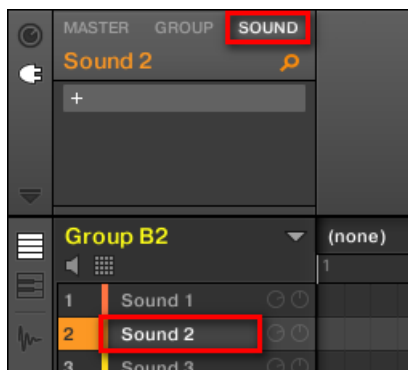 MASTER GROUP SOUND
Sound 2
+
Group B2 (none)
1
1 Sound 1
2 Sound 2
3 Sound 3